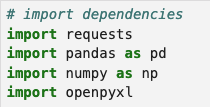 # import dependencies
import requests
import pandas as pd
import numpy as np
import openpyxl